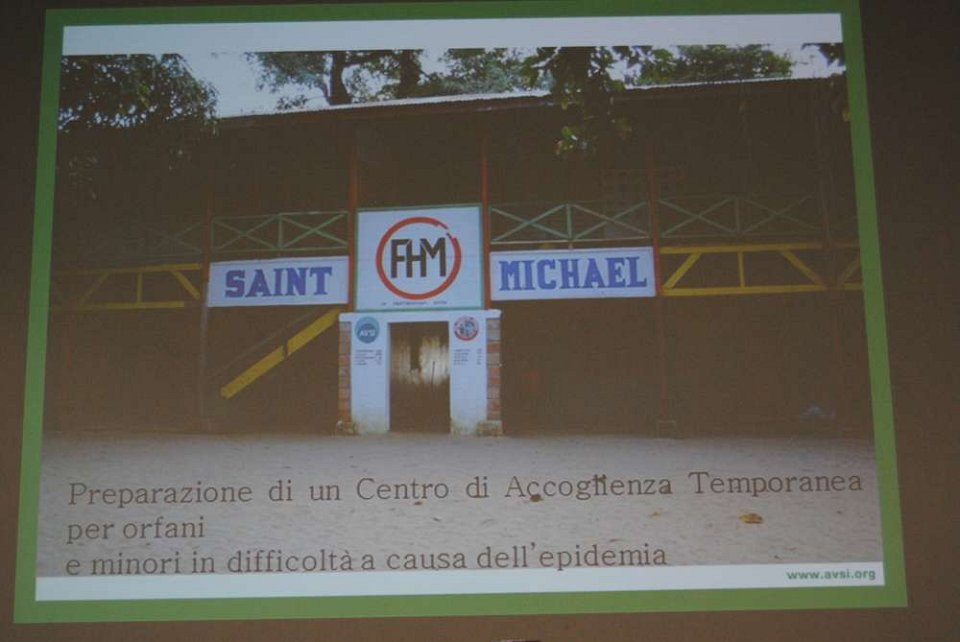 FHM
SAINT MICHAEL
AVSI
Preparazione di un Centro di Accoglienza Temporanea
per orfani
e minori in difficoltà a causa dell'epidemia
www.avsi.org